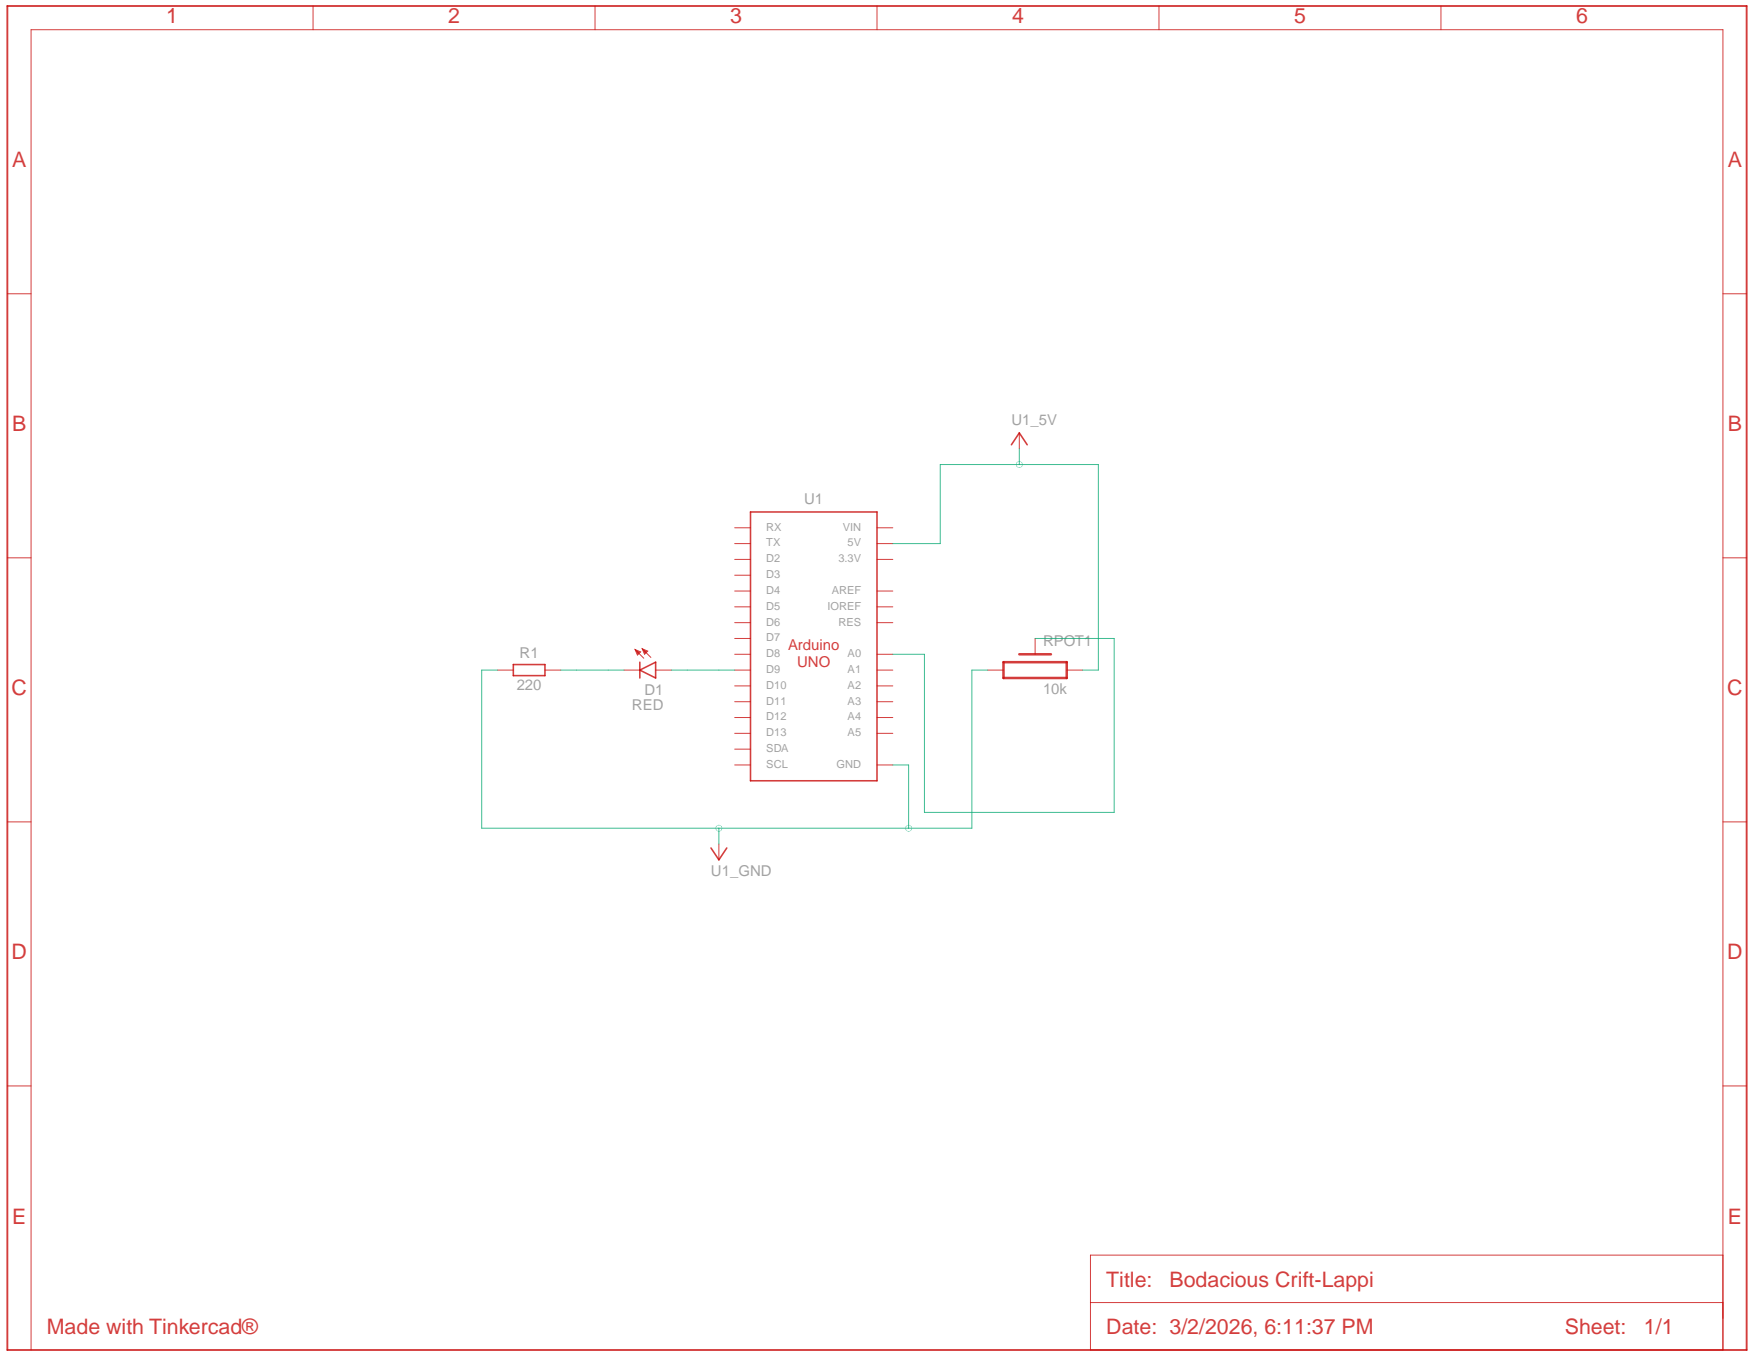 1 2 3 4 5 6
A A
B B
U1_5V
U1
RX VIN
TX 5V
D2 3.3V
D3
D4 AREF
D5 IOREF
D6 RES
D7
RPOT1
Arduino
UNO
D8 A0
D9 A1
D10 A2
D11 A3
D12 A4
D13 A5
SDA
SCL GND
R1
220
D1
RED
10k
C C
U1_GND
D D
E E
Title: Bodacious Crift-Lappi
Date: 3/2/2026, 6:11:37 PM Sheet: 1/1
Made with Tinkercad®